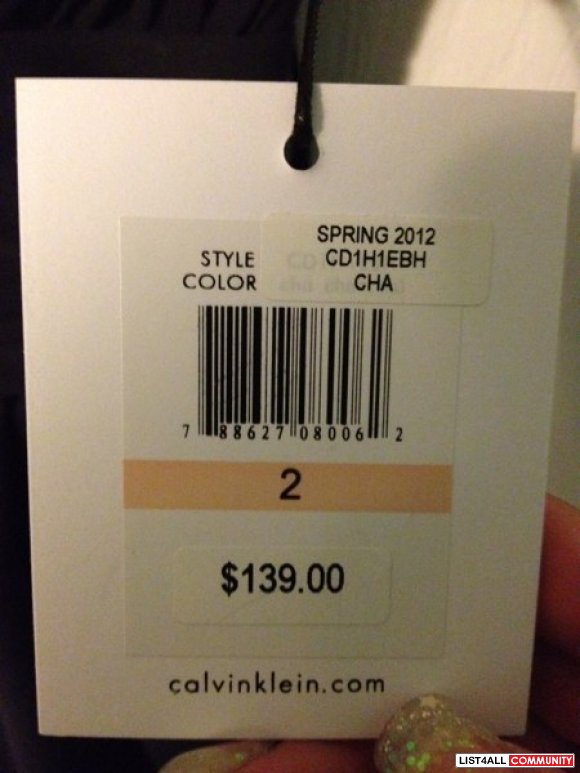 SPRING 2012
STYLE CD1H1EBH
COLOR CHA
7 88627 08006 2
2
$139.00
calvinklein.com
LIST4ALL COMMUNITY